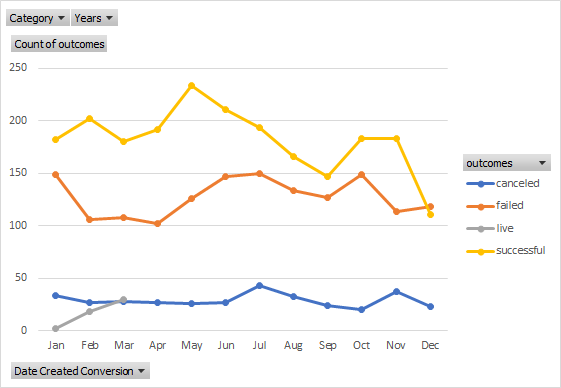 Category Years
Count of outcomes
250
200
150
100
50
0
Jan Feb Mar Apr May Jun Jul Aug Sep Oct Nov Dec
outcomes
canceled
failed
live
successful
Date Created Conversion